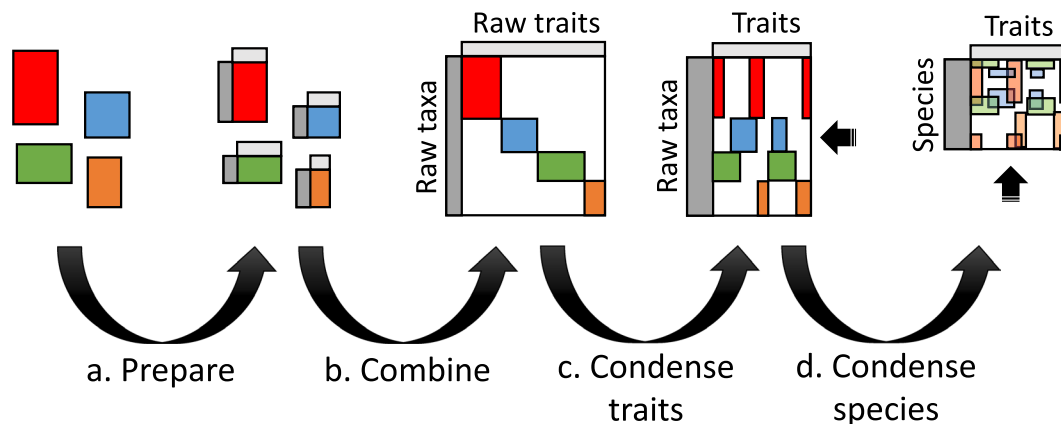 Raw traits
Traits
Traits
Raw taxa
Raw taxa
Species
a. Prepare
b. Combine
c. Condense
traits
d. Condense
species